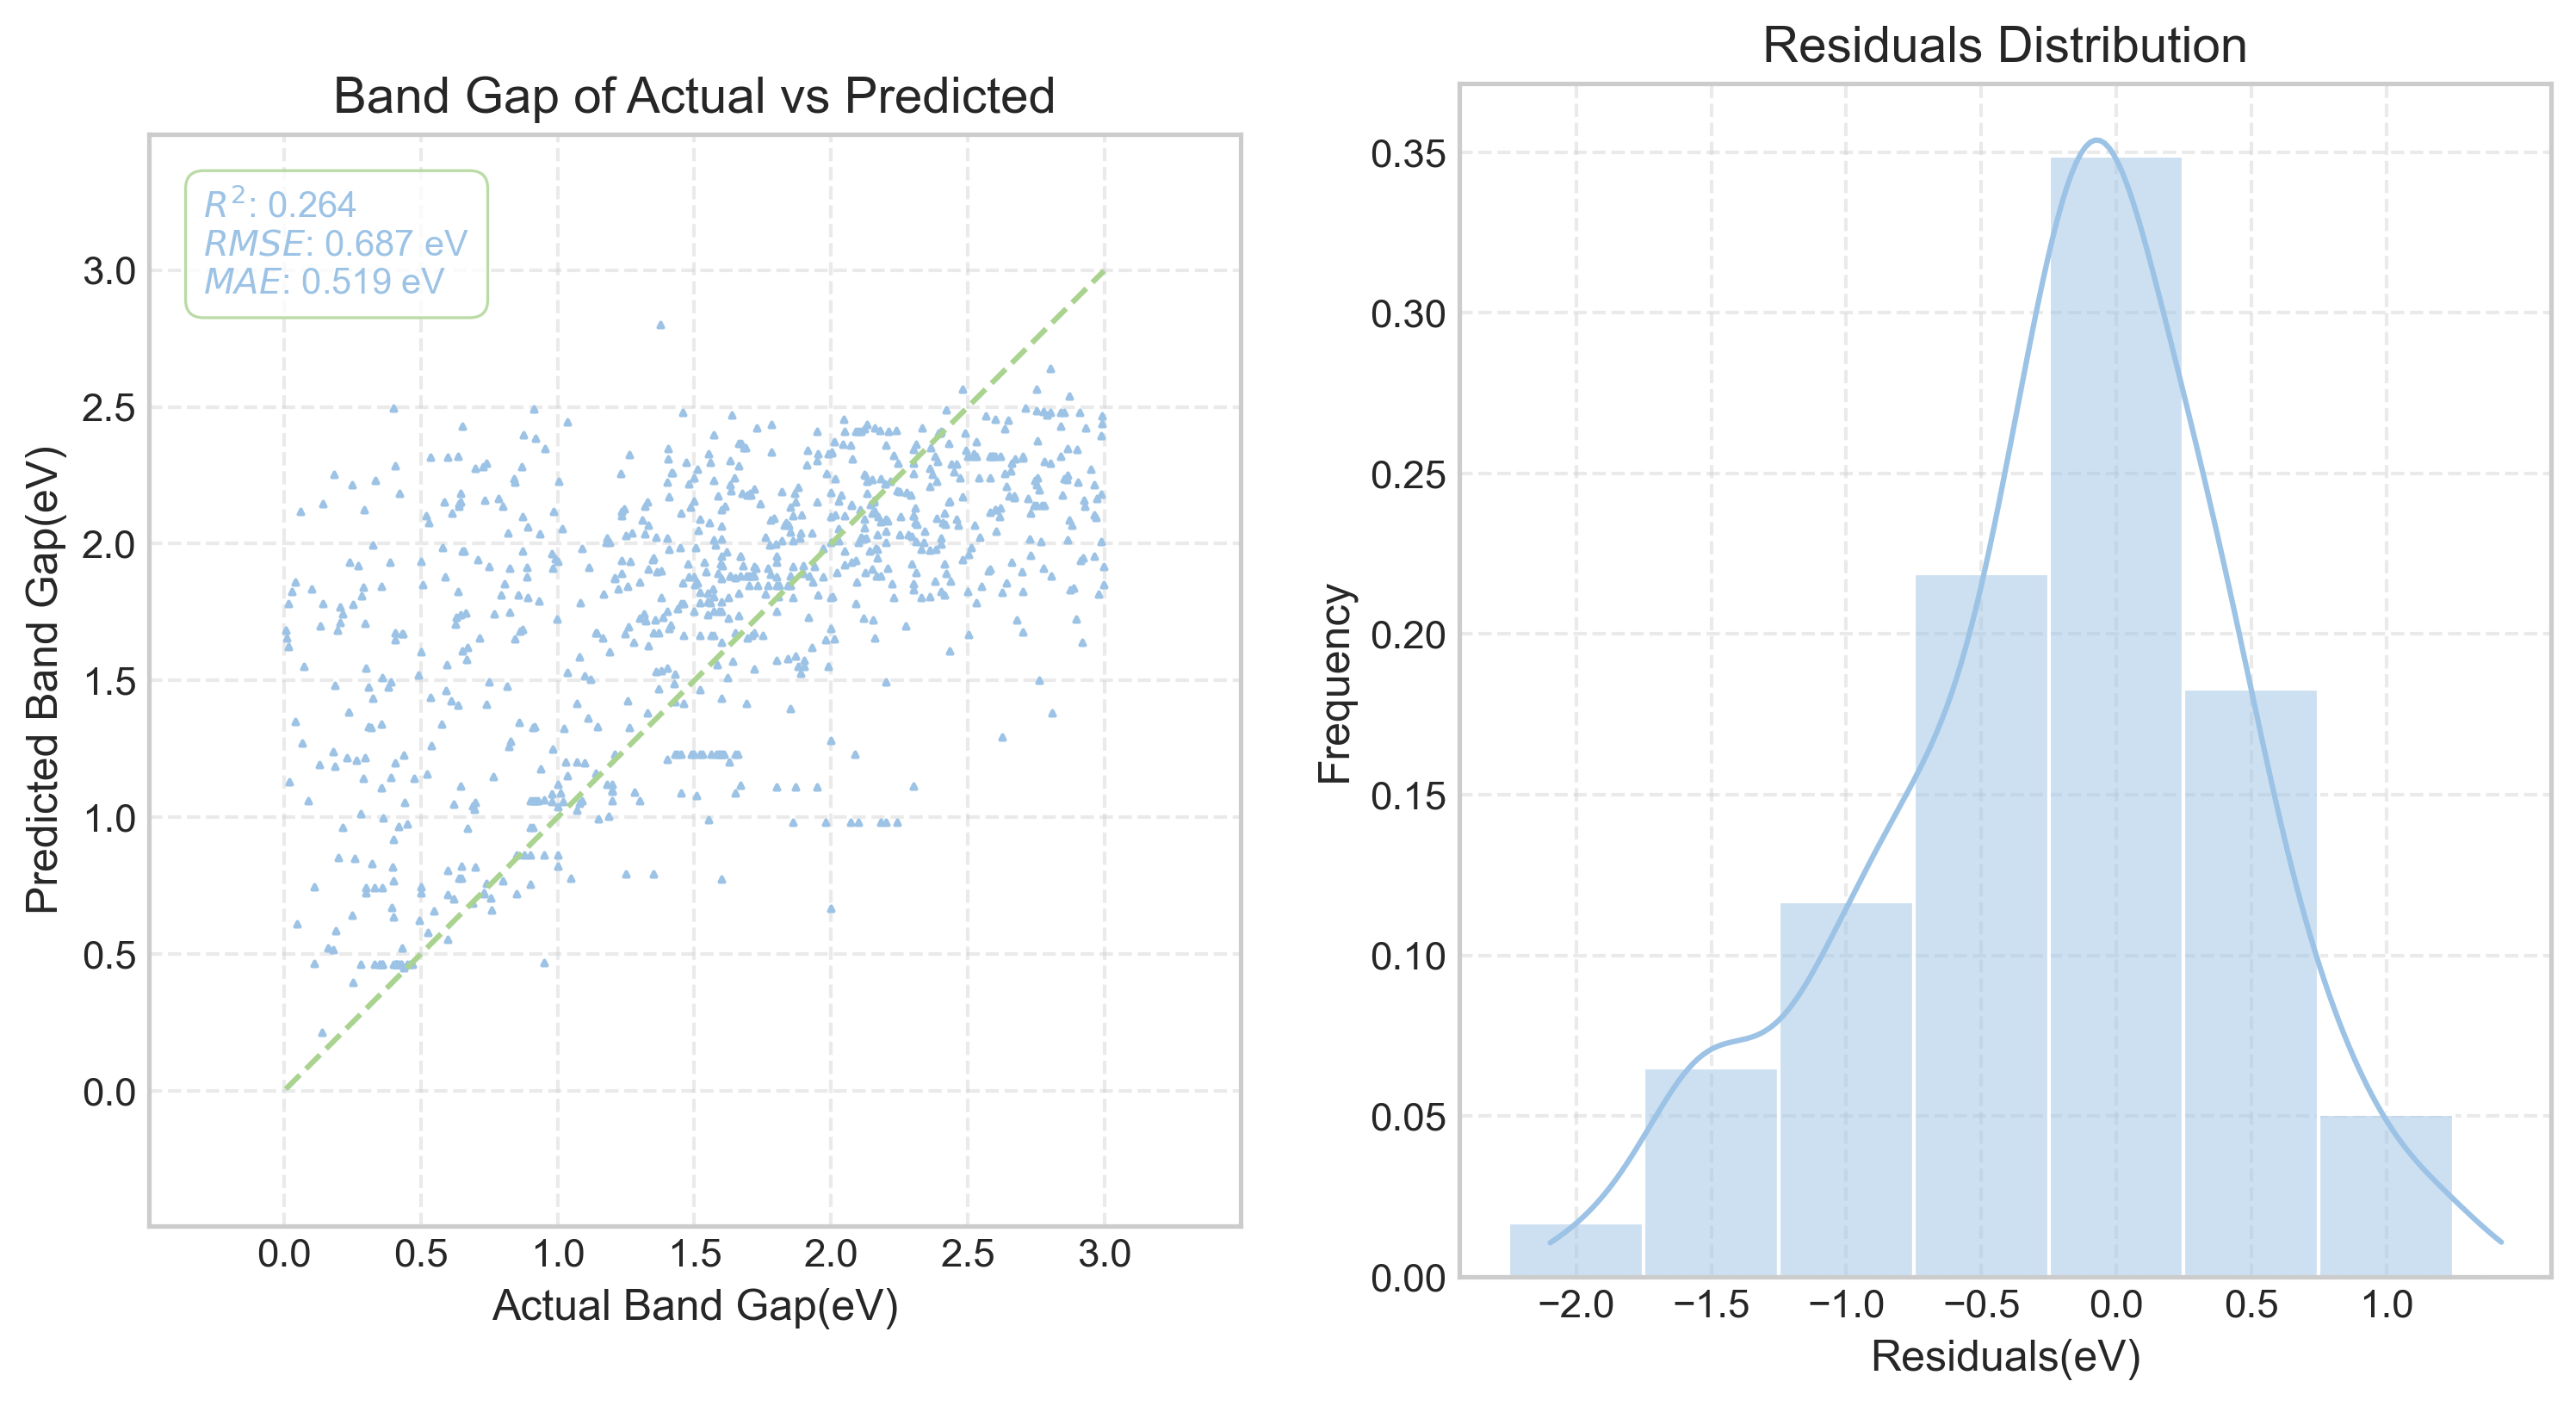 Band Gap of Actual vs Predicted
R²: 0.264
RMSE: 0.687 eV
MAE: 0.519 eV
3.0
2.5
2.0
1.5
1.0
0.5
0.0
Predicted Band Gap(eV)
0.0 0.5 1.0 1.5 2.0 2.5 3.0
Actual Band Gap(eV)
Residuals Distribution
0.35
0.30
0.25
0.20
0.15
0.10
0.05
0.00
Frequency
−2.0 −1.5 −1.0 −0.5 0.0 0.5 1.0
Residuals(eV)